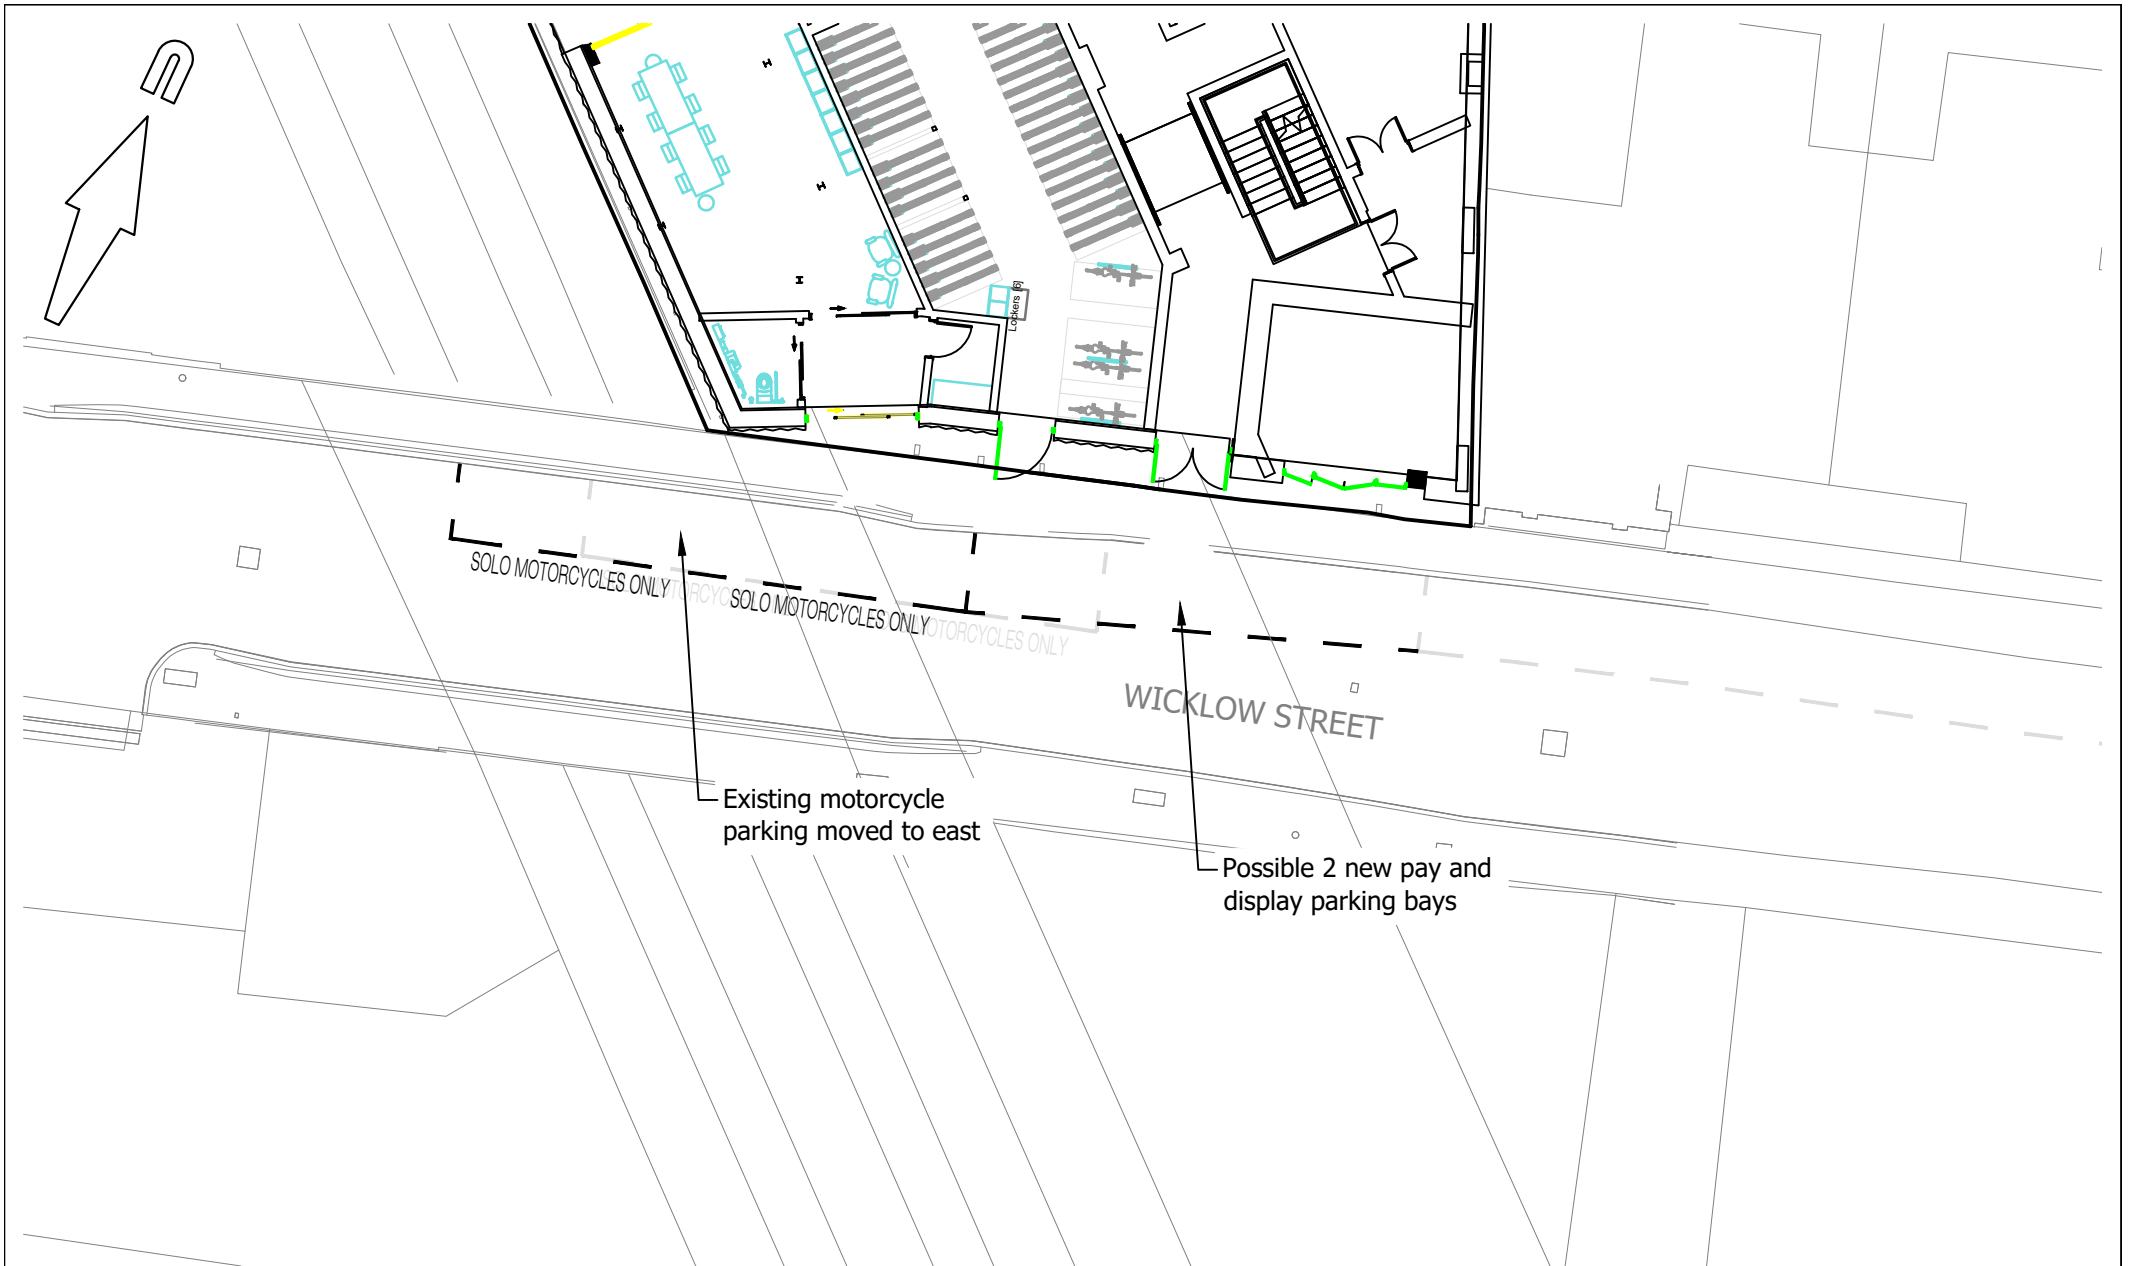 n
Lockers [6]
SOLO MOTORCYCLES ONLY
SOLO MOTORCYCLES ONLY
MOTORCYCLES ONLY
WICKLOW STREET
Existing motorcycle
parking moved to east
Possible 2 new pay and
display parking bays